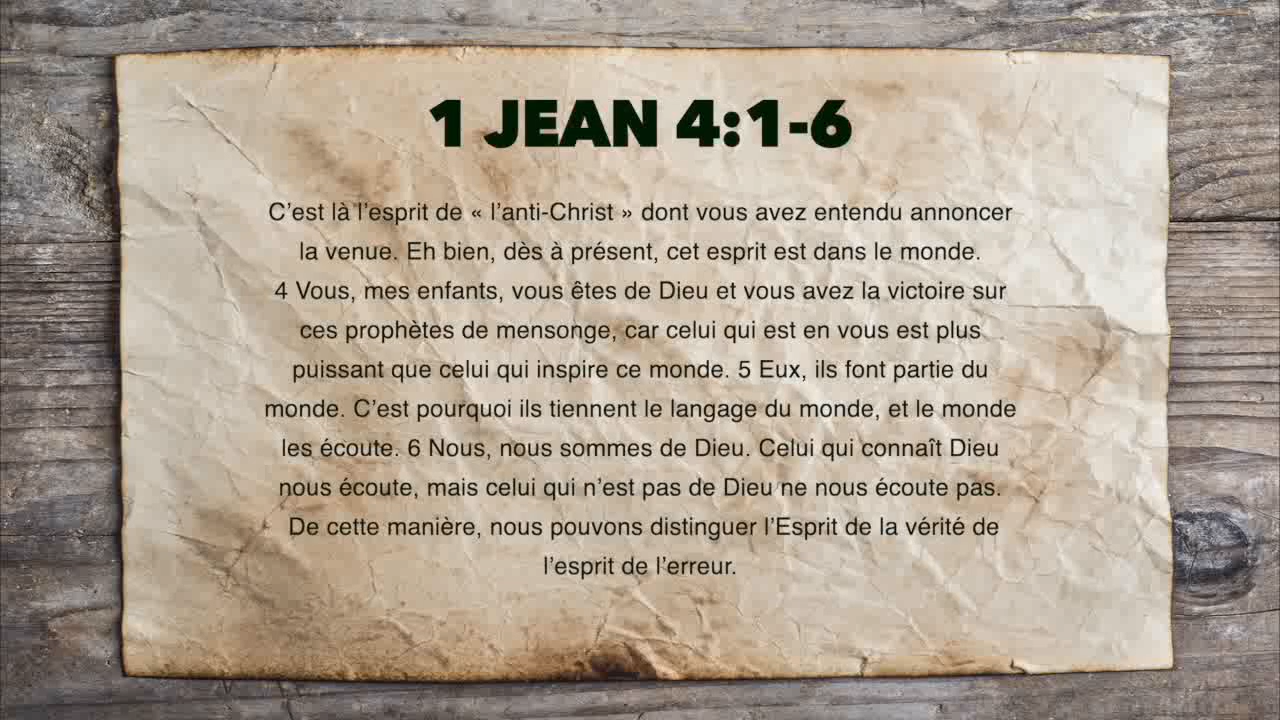 1 JEAN 4:1-6
C’est là l’esprit de « l’anti-Christ » dont vous avez entendu annoncer
la venue. Eh bien, dès à présent, cet esprit est dans le monde.
4 Vous, mes enfants, vous êtes de Dieu et vous avez la victoire sur
ces prophètes de mensonge, car celui qui est en vous est plus
puissant que celui qui inspire ce monde. 5 Eux, ils font partie du
monde. C’est pourquoi ils tiennent le langage du monde, et le monde
les écoute. 6 Nous, nous sommes de Dieu. Celui qui connaît Dieu
nous écoute, mais celui qui n’est pas de Dieu ne nous écoute pas.
De cette manière, nous pouvons distinguer l’Esprit de la vérité de
l’esprit de l’erreur.